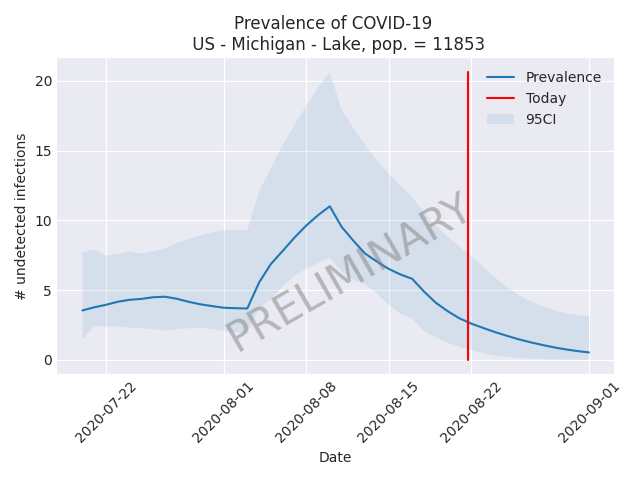 Prevalence of COVID-19
US - Michigan - Lake, pop. = 11853
Prevalence
Today
95CI
PRELIMINARY
# undetected infections
20
15
10
5
0
2020-07-22
2020-08-01
2020-08-08
2020-08-15
2020-08-22
2020-09-01
Date